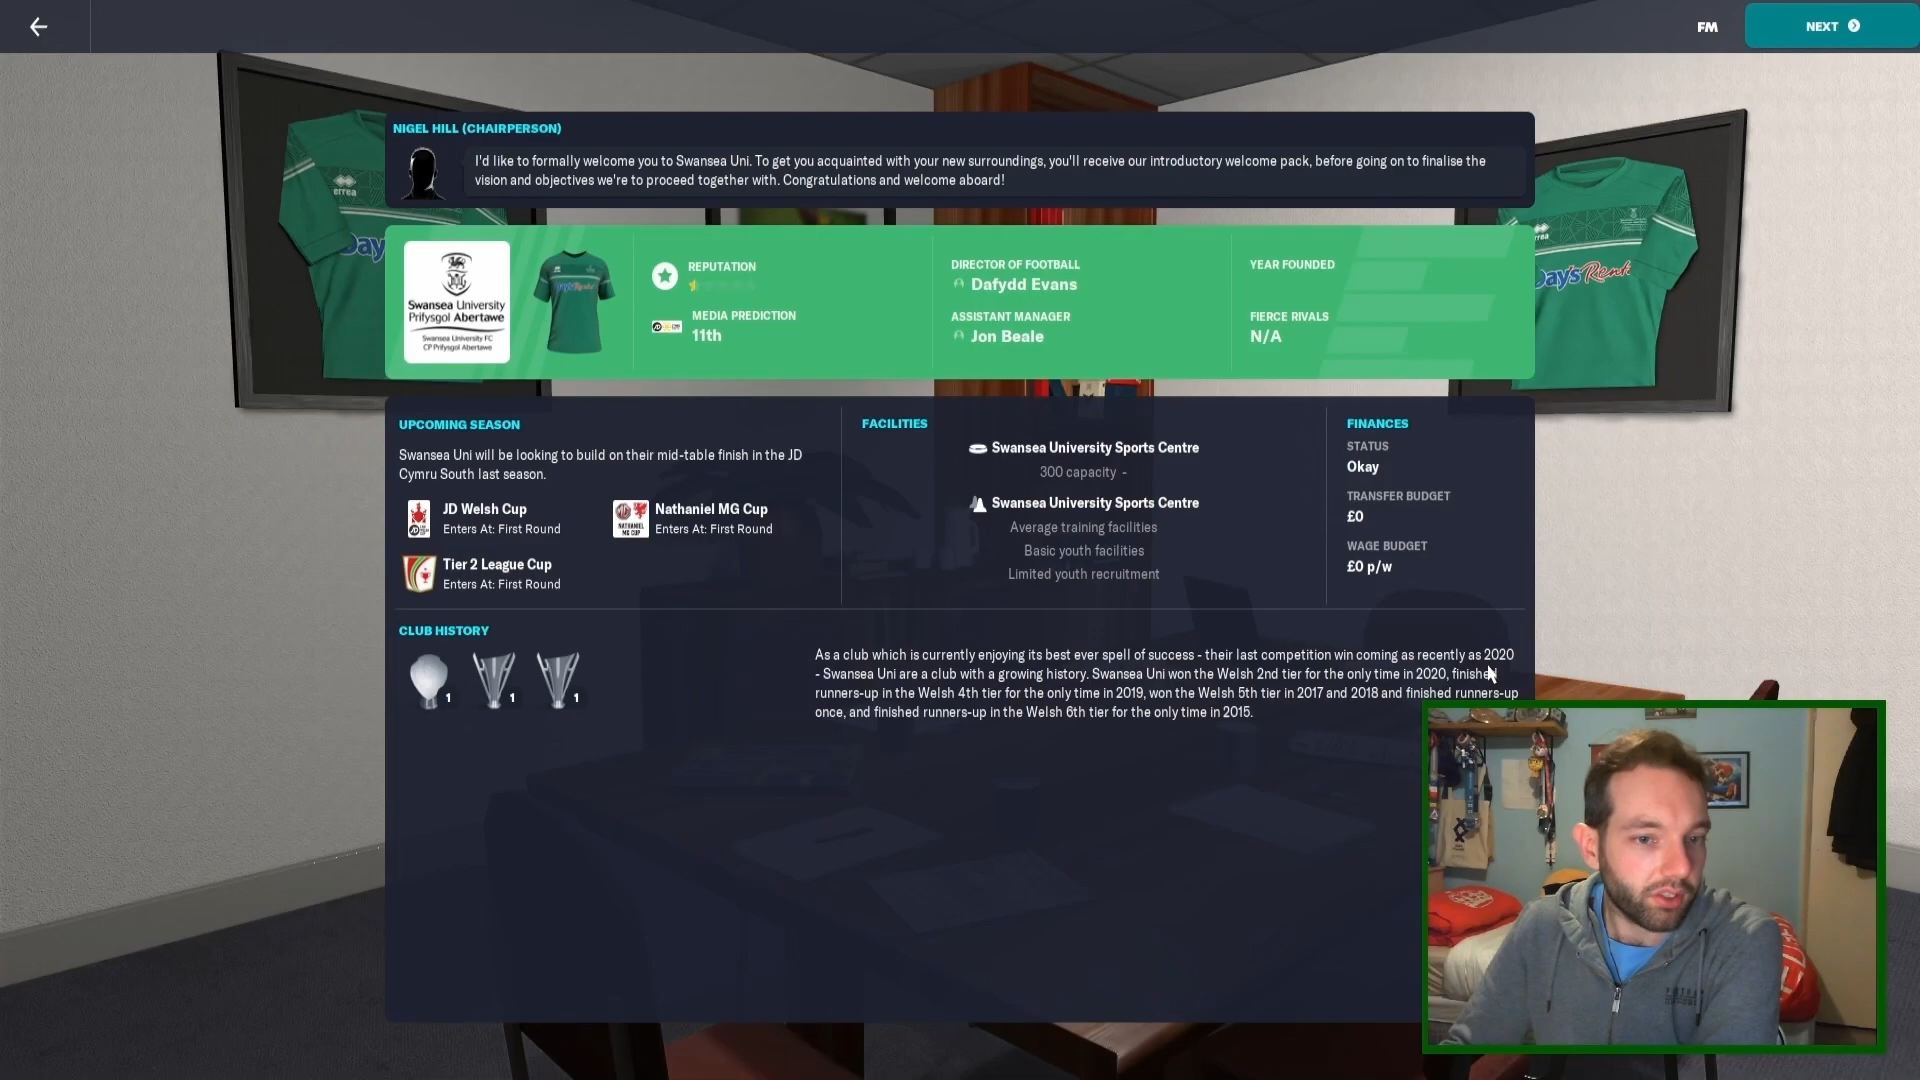 FM
NEXT
NIGEL HILL (CHAIRPERSON)
I'd like to formally welcome you to Swansea Uni. To get you acquainted with your new surroundings, you'll receive our introductory welcome pack, before going on to finalise the
vision and objectives we're to proceed together with. Congratulations and welcome aboard!
errea
Day's Rental
Swansea University
Prifysgol Abertawe
Swansea University FC
CP Prifysgol Abertawe
REPUTATION
MEDIA PREDICTION
11th
DIRECTOR OF FOOTBALL
Dafydd Evans
ASSISTANT MANAGER
Jon Beale
YEAR FOUNDED
FIERCE RIVALS
N/A
UPCOMING SEASON
Swansea Uni will be looking to build on their mid-table finish in the JD
Cymru South last season.
JD Welsh Cup
Enters At: First Round
Nathaniel MG Cup
Enters At: First Round
NATHANIEL
MG CUP
Tier 2 League Cup
Enters At: First Round
FACILITIES
Swansea University Sports Centre
300 capacity -
Swansea University Sports Centre
Average training facilities
Basic youth facilities
Limited youth recruitment
FINANCES
STATUS
Okay
TRANSFER BUDGET
£0
WAGE BUDGET
£0 p/w
CLUB HISTORY
1
1
1
As a club which is currently enjoying its best ever spell of success - their last competition win coming as recently as 2020
- Swansea Uni are a club with a growing history. Swansea Uni won the Welsh 2nd tier for the only time in 2020, finished
runners-up in the Welsh 4th tier for the only time in 2019, won the Welsh 5th tier in 2017 and 2018 and finished runners-up
once, and finished runners-up in the Welsh 6th tier for the only time in 2015.